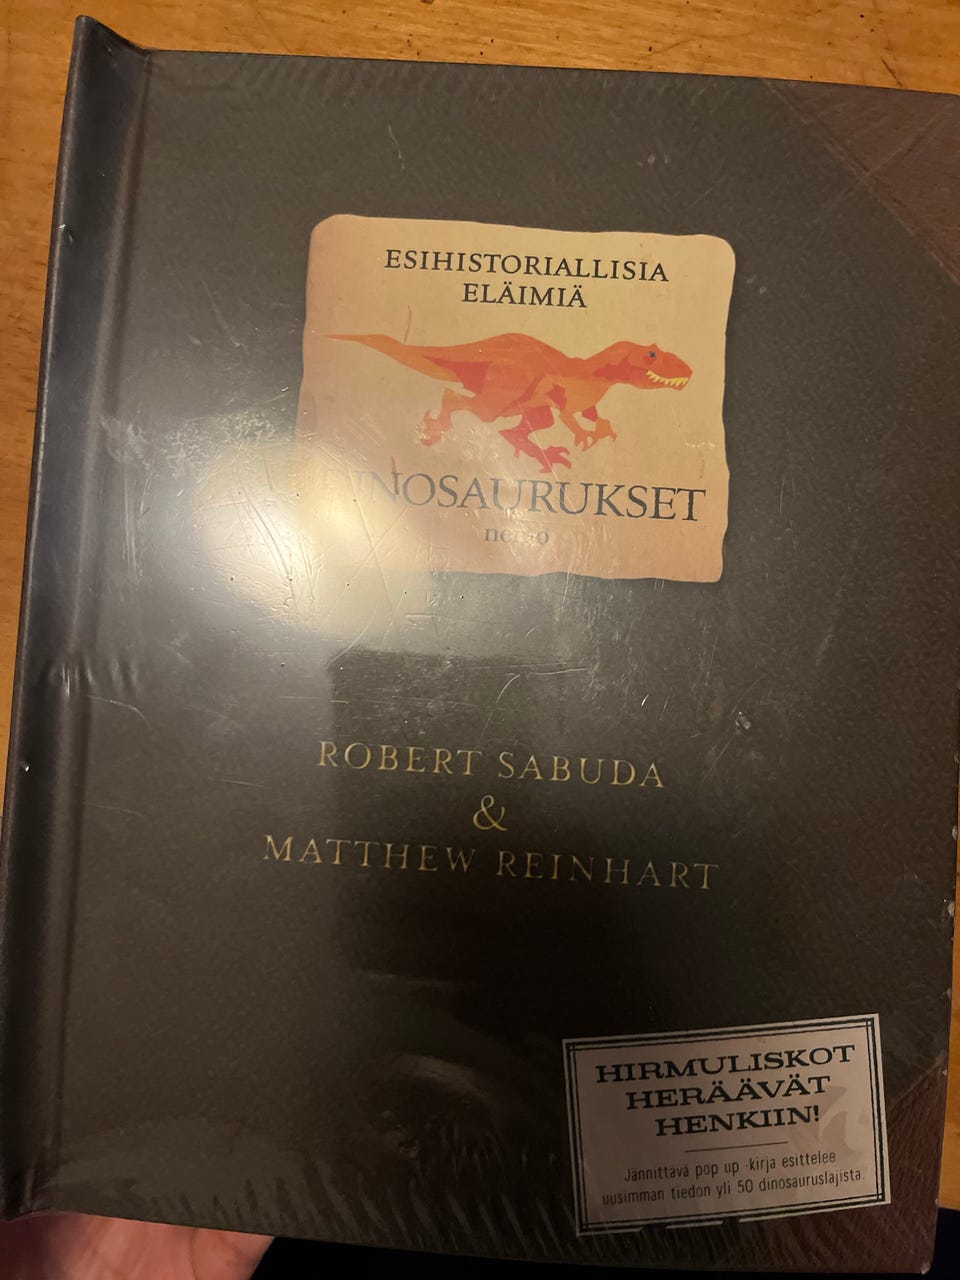 ESIHISTORIALLISIA
ELÄIMIÄ
DINOSAURUKSET
nemo
ROBERT SABUDA
&
MATTHEW REINHART
HIRMULISKOT
HERÄÄVÄT
HENKIIN!
Jännittävä pop up -kirja esittelee
uusimman tiedon yli 50 dinosauruslajista.